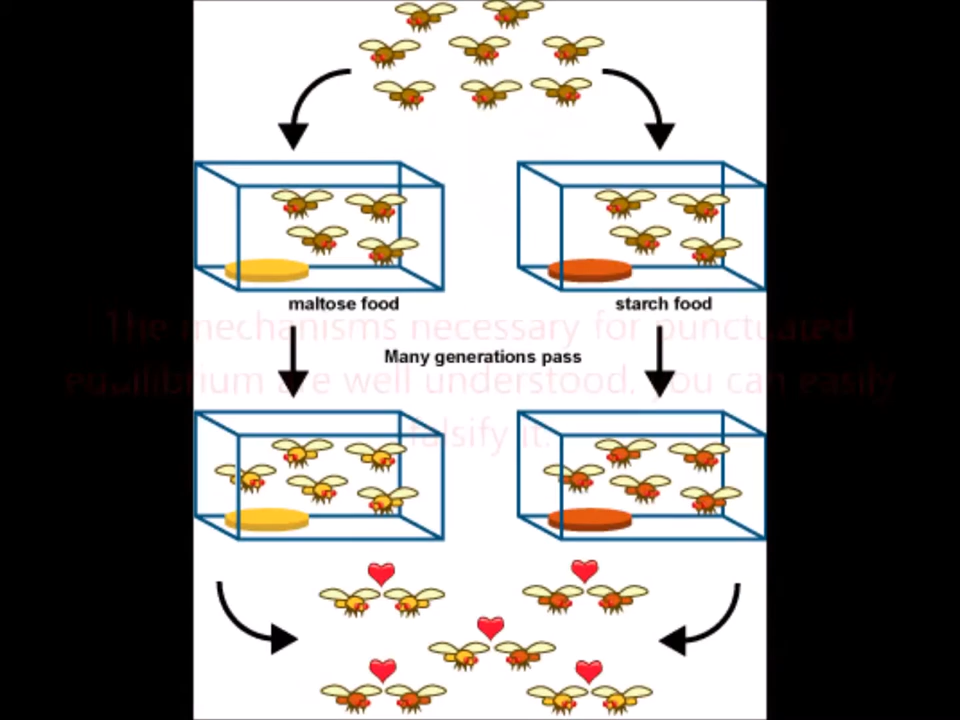 maltose food
starch food
The mechanisms necessary for punctuated
Many generations pass
equilibrium are well understood, you can easily
falsify it.